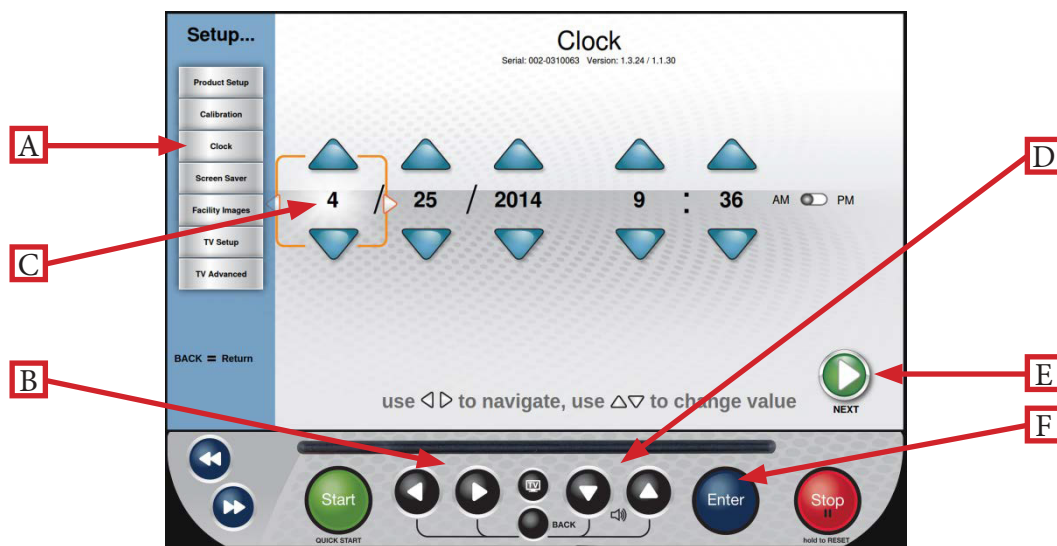 Setup...
Clock
Serial: 002-0310063 Version: 1.3.24 / 1.1.30
Product Setup
Calibration
A
Clock
D
Screen Saver
4 / 25 / 2014 9 : 36 AM PM
Facility Images
TV Setup
C
TV Advanced
BACK = Return
B
E
use ◁ ▷ to navigate, use △▽ to change value
NEXT
F
Start
TV
Enter
Stop
BACK
QUICK START
hold to RESET